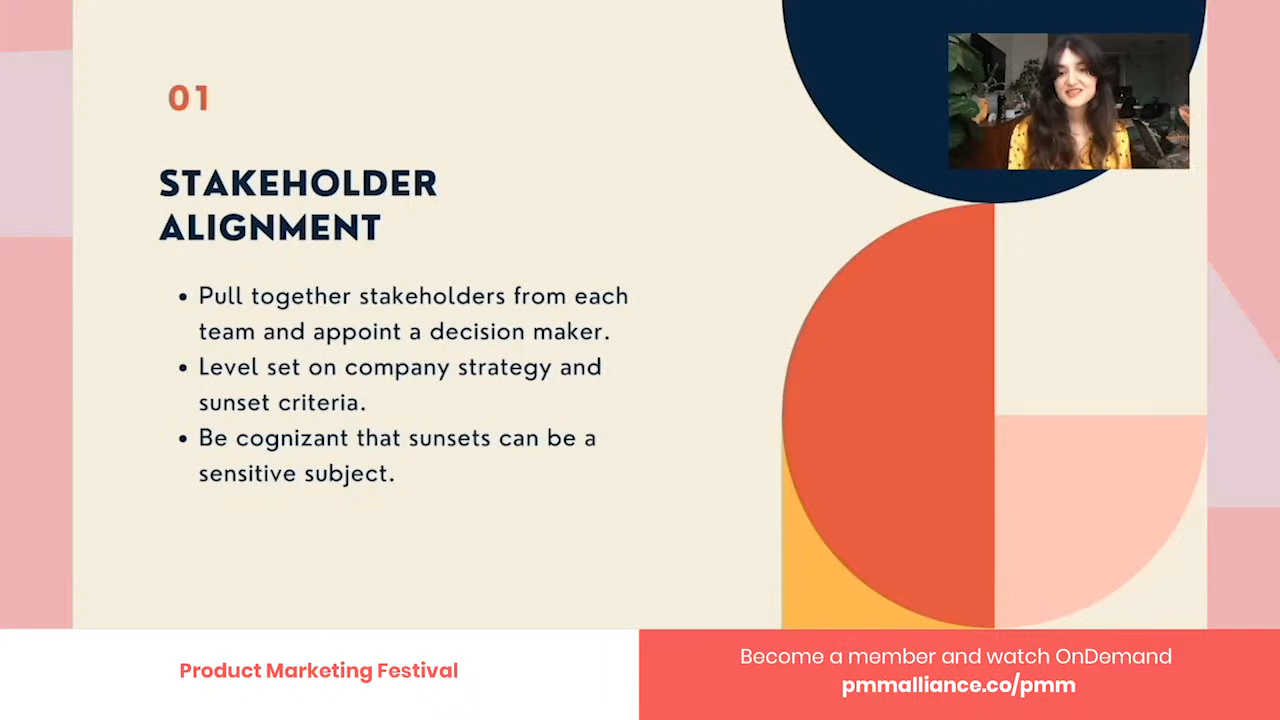 01
STAKEHOLDER
ALIGNMENT
• Pull together stakeholders from each
team and appoint a decision maker.
• Level set on company strategy and
sunset criteria.
• Be cognizant that sunsets can be a
sensitive subject.
Product Marketing Festival
Become a member and watch OnDemand
pmmalliance.co/pmm